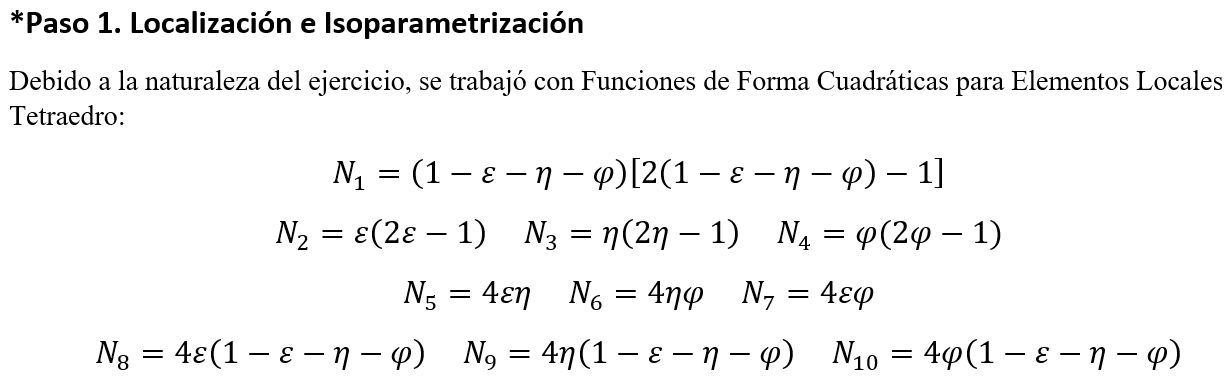 *Paso 1. Localización e Isoparametrización
Debido a la naturaleza del ejercicio, se trabajó con Funciones de Forma Cuadráticas para Elementos Locales
Tetraedro:
N₁ = (1 − ε − η − φ)[2(1 − ε − η − φ) − 1]
N₂ = ε(2ε − 1) N₃ = η(2η − 1) N₄ = φ(2φ − 1)
N₅ = 4εη N₆ = 4ηφ N₇ = 4εφ
N₈ = 4ε(1 − ε − η − φ) N₉ = 4η(1 − ε − η − φ) N₁₀ = 4φ(1 − ε − η − φ)